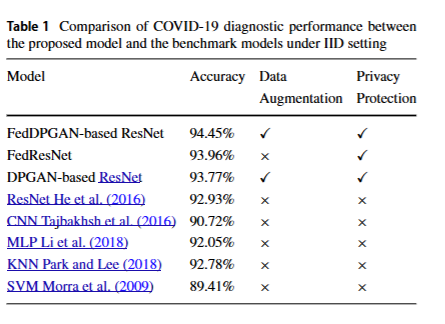 Table 1 Comparison of COVID-19 diagnostic performance between
the proposed model and the benchmark models under IID setting
Model Accuracy Data Privacy
Augmentation Protection
FedDPGAN-based ResNet 94.45% ✓ ✓
FedResNet 93.96% × ✓
DPGAN-based ResNet 93.77% ✓ ✓
ResNet He et al. (2016) 92.93% × ×
CNN Tajbakhsh et al. (2016) 90.72% × ×
MLP Li et al. (2018) 92.05% × ×
KNN Park and Lee (2018) 92.78% × ×
SVM Morra et al. (2009) 89.41% × ×